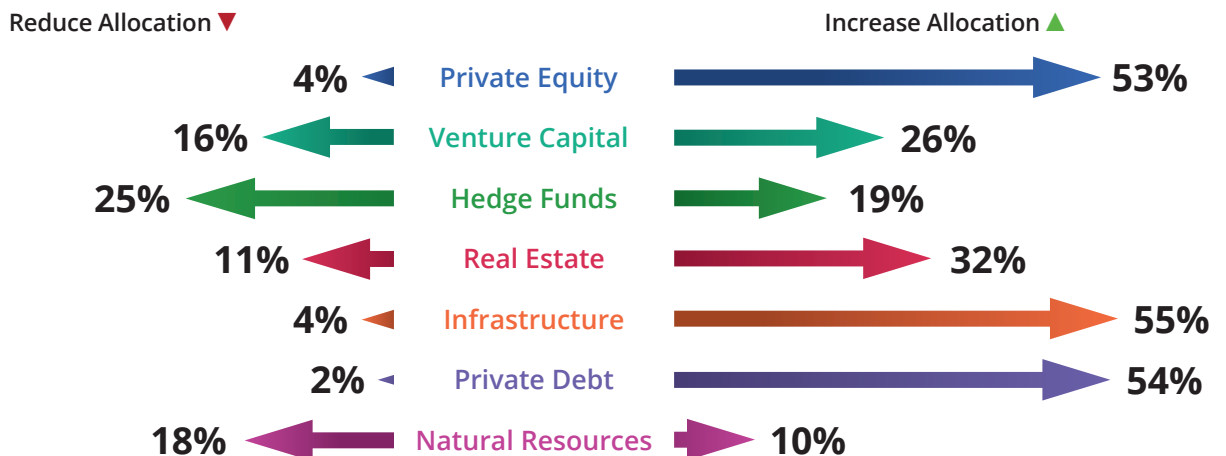 Reduce Allocation ▼ Increase Allocation ▲
4% Private Equity 53%
16% Venture Capital 26%
25% Hedge Funds 19%
11% Real Estate 32%
4% Infrastructure 55%
2% Private Debt 54%
18% Natural Resources 10%